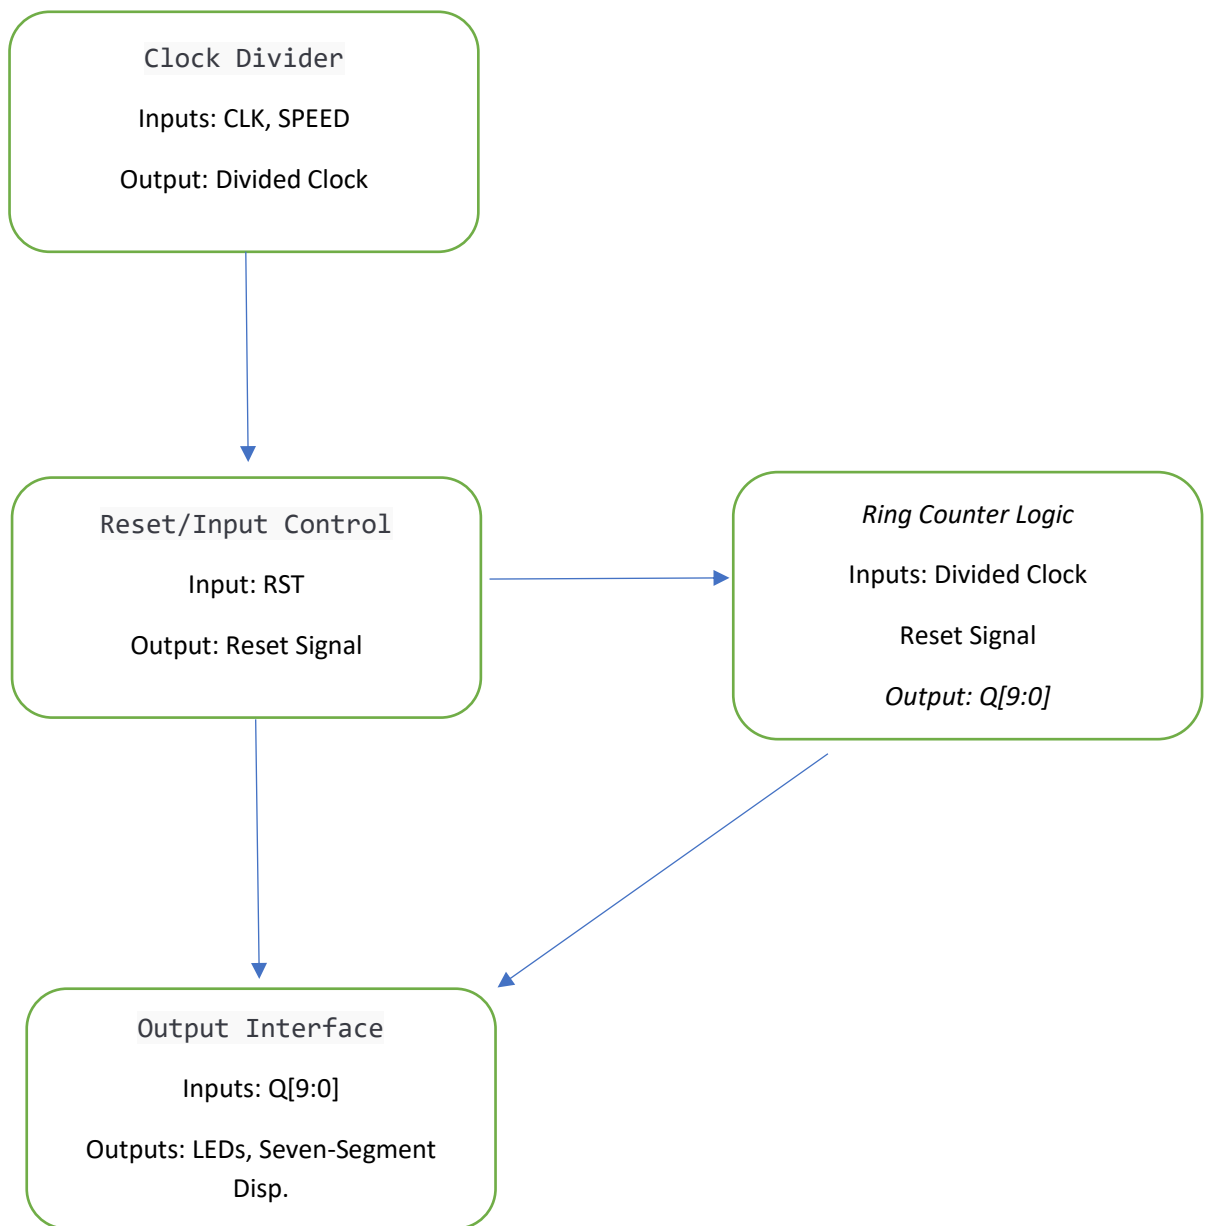 Clock Divider
Inputs: CLK, SPEED
Output: Divided Clock
Reset/Input Control
Input: RST
Output: Reset Signal
Ring Counter Logic
Inputs: Divided Clock
Reset Signal
Output: Q[9:0]
Output Interface
Inputs: Q[9:0]
Outputs: LEDs, Seven-Segment
Disp.